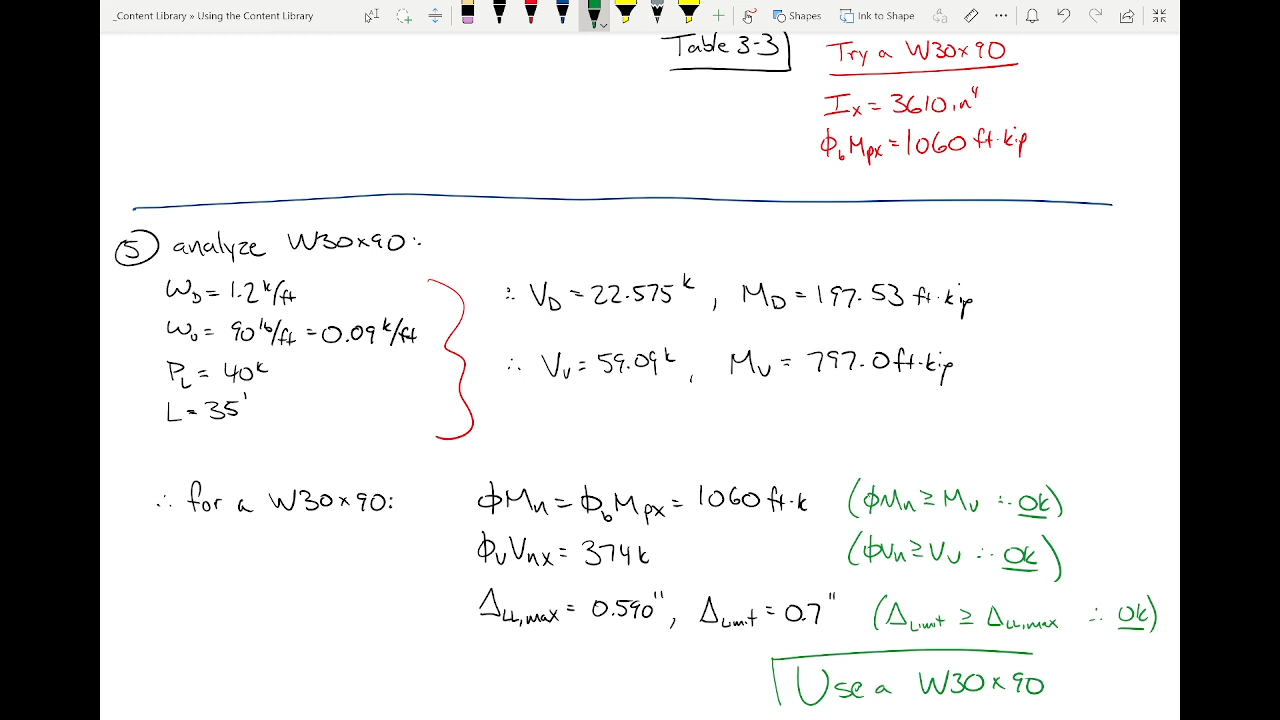 _Content Library » Using the Content Library
Shapes Ink to Shape
Table 3-3
Try a W30x90
Ix = 3610 in⁴
ϕbMpx = 1060 ft·kip
⑤ analyze W30x90:
WD = 1.2 k/ft
Wu = 90 lb/ft = 0.09 k/ft
PL = 40k
L = 35'
∴ VD = 22.575k , MD = 197.53 ft·kip
∴ Vu = 59.09k , Mu = 797.0 ft·kip
∴ for a W30x90:
ϕMn = ϕbMpx = 1060 ft·k (ϕMn ≥ Mu ∴ Ok)
ϕvVnx = 374k (ϕVn ≥ Vu ∴ Ok)
ΔLL,max = 0.590" , ΔLimit = 0.7" (ΔLimit ≥ ΔLL,max ∴ Ok)
Use a W30x90